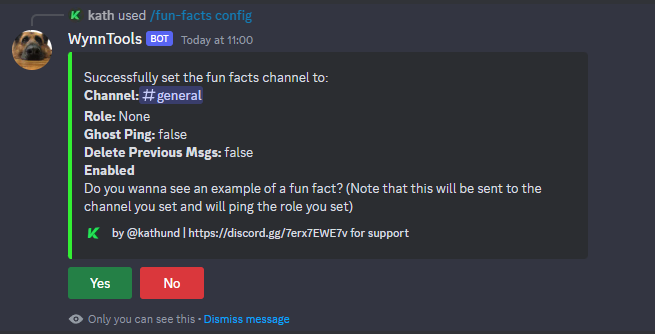 kath used /fun-facts config
WynnTools BOT Today at 11:00
Successfully set the fun facts channel to:
Channel: #general
Role: None
Ghost Ping: false
Delete Previous Msgs: false
Enabled
Do you wanna see an example of a fun fact? (Note that this will be sent to the
channel you set and will ping the role you set)
by @kathund | https://discord.gg/7erx7EWE7v for support
Yes No
Only you can see this • Dismiss message